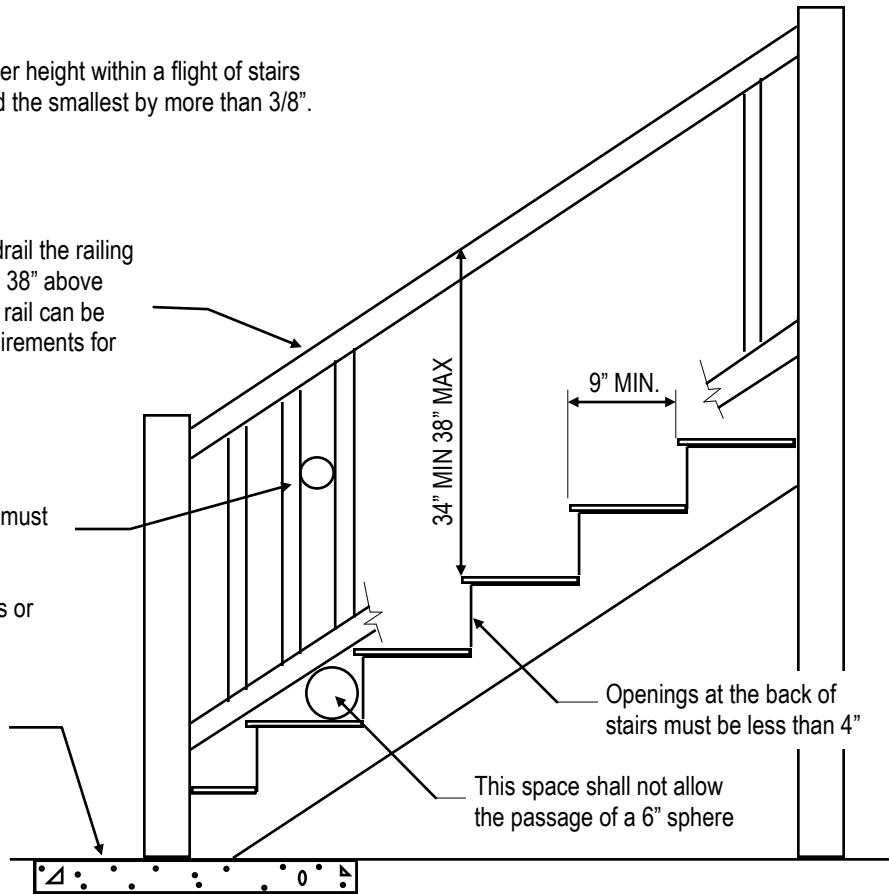 er height within a flight of stairs
d the smallest by more than 3/8”.
drail the railing
38” above
rail can be
irements for
34” MIN 38” MAX
9” MIN.
must
s or
Openings at the back of
stairs must be less than 4”
This space shall not allow
the passage of a 6” sphere